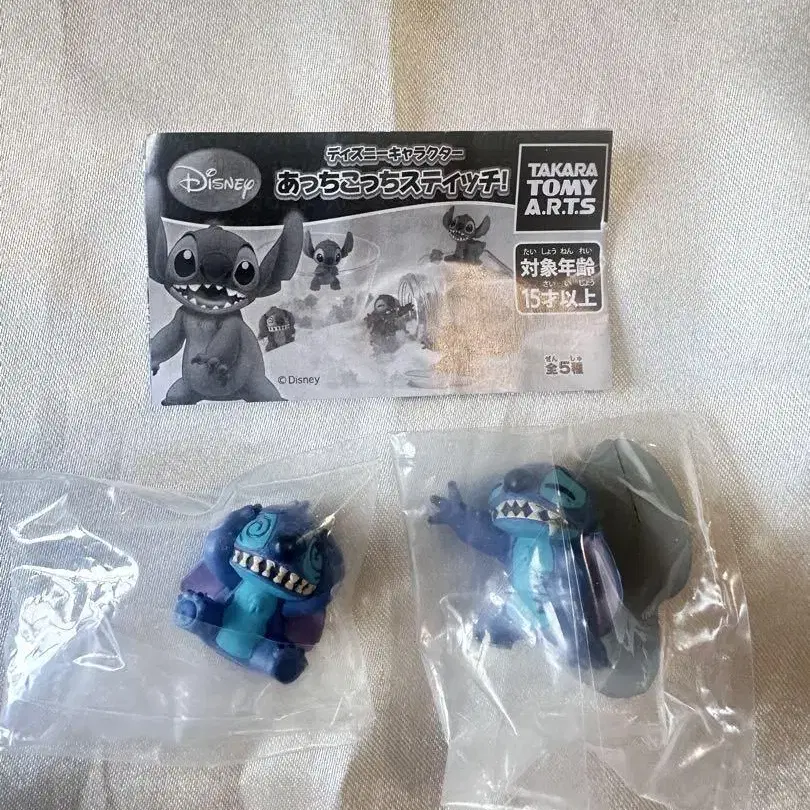 Disney
ディズニーキャラクター
あっちこっちスティッチ!
TAKARA
TOMY
A.R.T.S
たいしょうねんれい
対象年齢
さいいじょう
15才以上
ぜん しゅ
全5種
©Disney